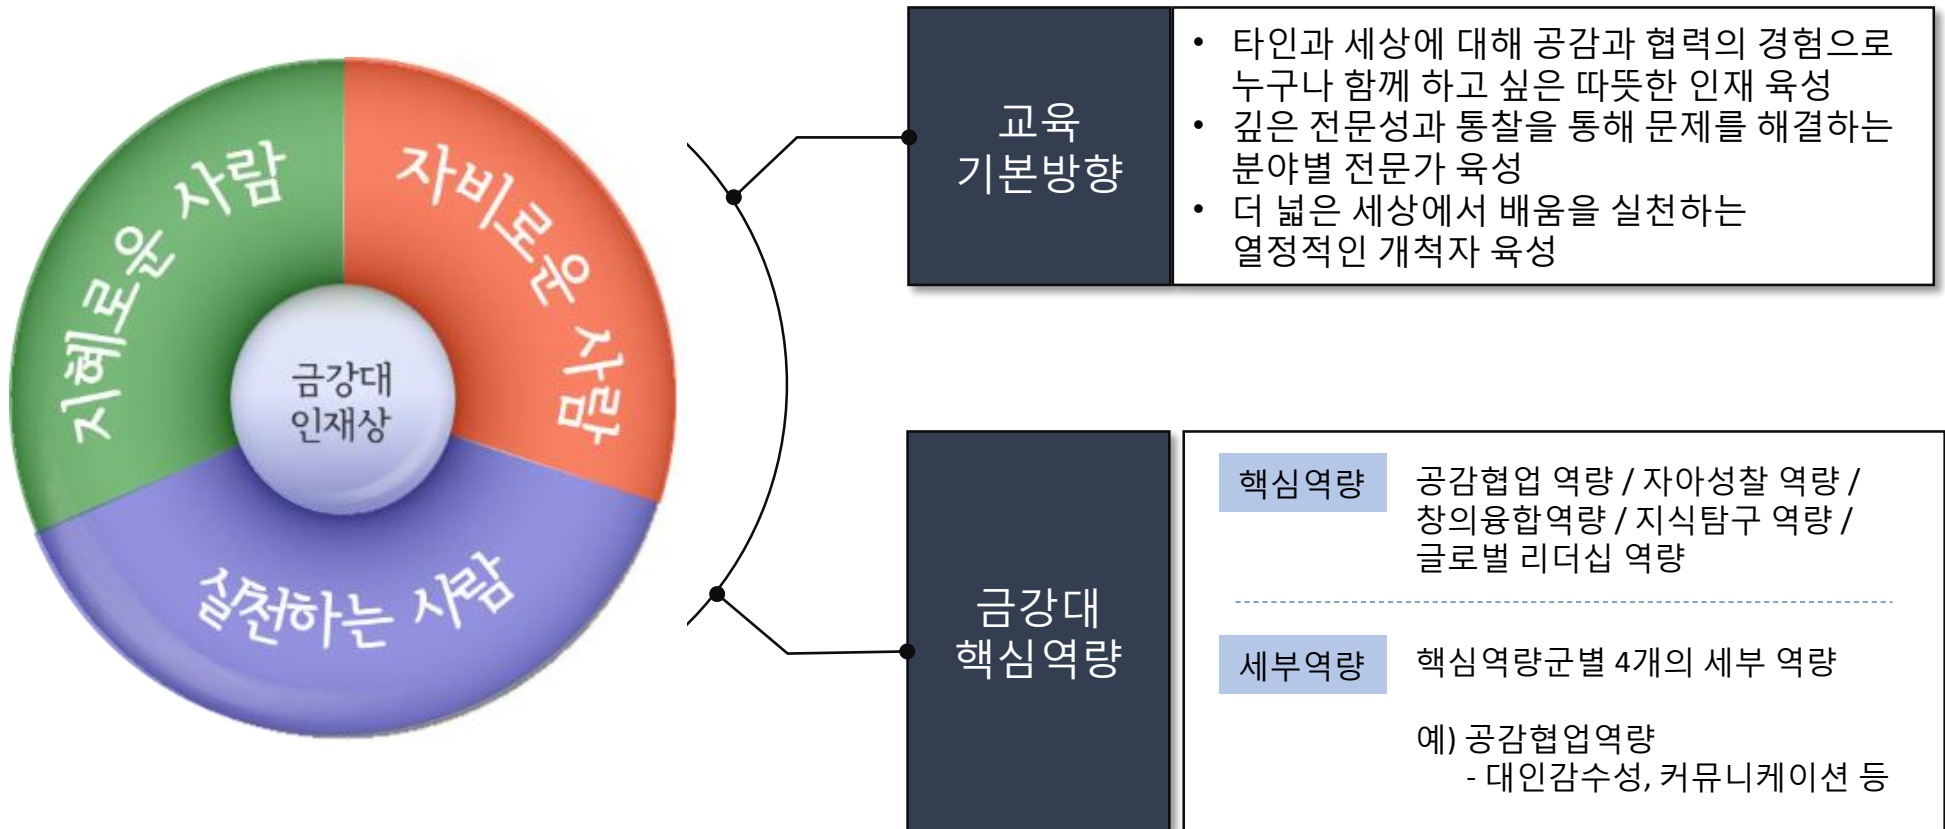 지혜로운 사람
자비로운 사람
실천하는 사람
금강대
인재상
교육
기본방향
• 타인과 세상에 대해 공감과 협력의 경험으로
누구나 함께 하고 싶은 따뜻한 인재 육성
• 깊은 전문성과 통찰을 통해 문제를 해결하는
분야별 전문가 육성
• 더 넓은 세상에서 배움을 실천하는
열정적인 개척자 육성
금강대
핵심역량
핵심역량
공감협업 역량 / 자아성찰 역량 /
창의융합역량 / 지식탐구 역량 /
글로벌 리더십 역량
세부역량
핵심역량군별 4개의 세부 역량
예) 공감협업역량
- 대인감수성, 커뮤니케이션 등